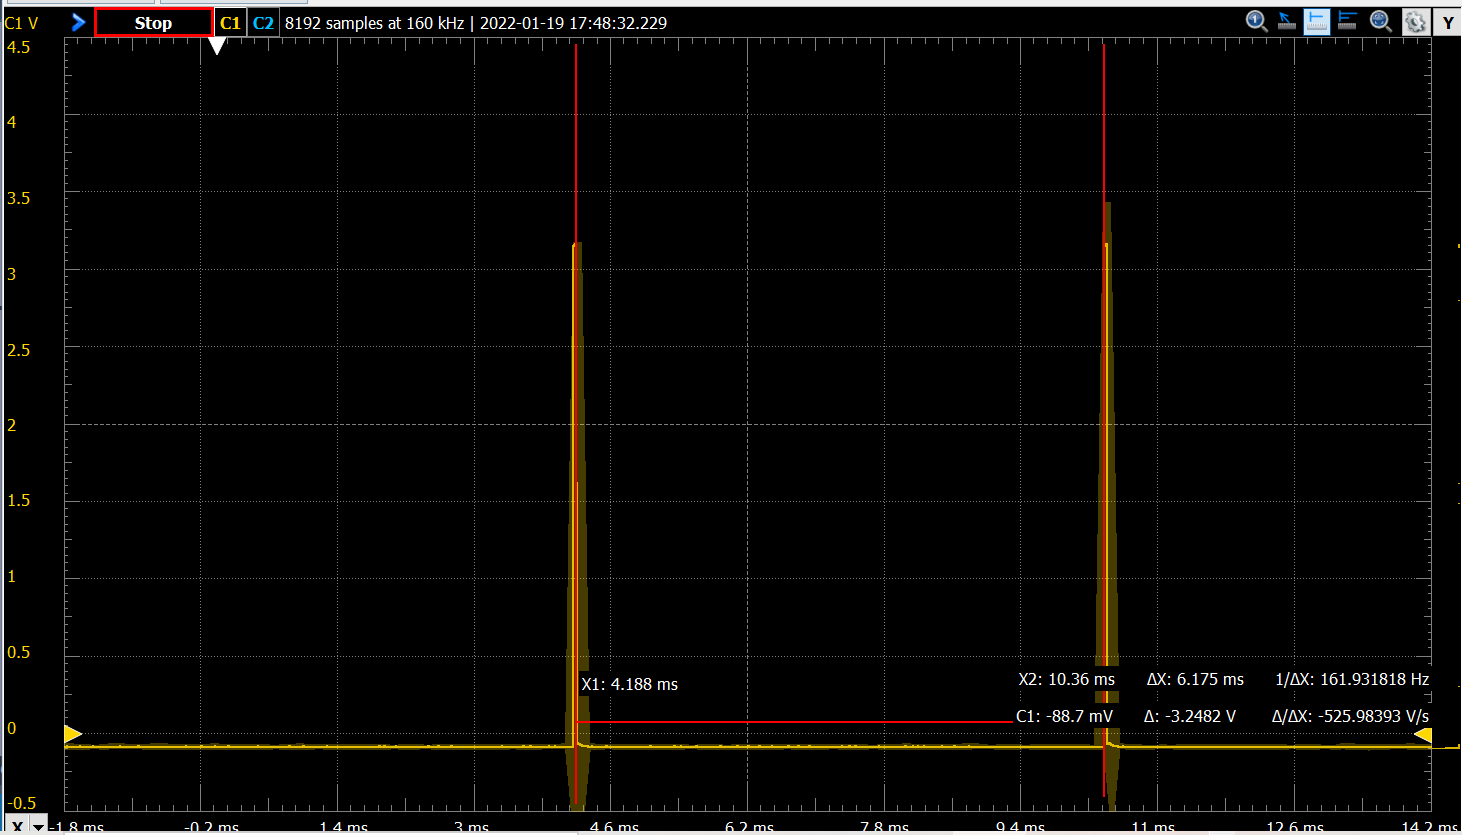 C1 V Stop C1 C2 8192 samples at 160 kHz | 2022-01-19 17:48:32.229 Y
4.5
4
3.5
3
2.5
2
1.5
1
0.5
X1: 4.188 ms X2: 10.36 ms ΔX: 6.175 ms 1/ΔX: 161.931818 Hz
C1: -88.7 mV Δ: -3.2482 V Δ/ΔX: -525.98393 V/s
0
-0.5
X -1.8 ms -0.2 ms 1.4 ms 3 ms 4.6 ms 6.2 ms 7.8 ms 9.4 ms 11 ms 12.6 ms 14.2 ms